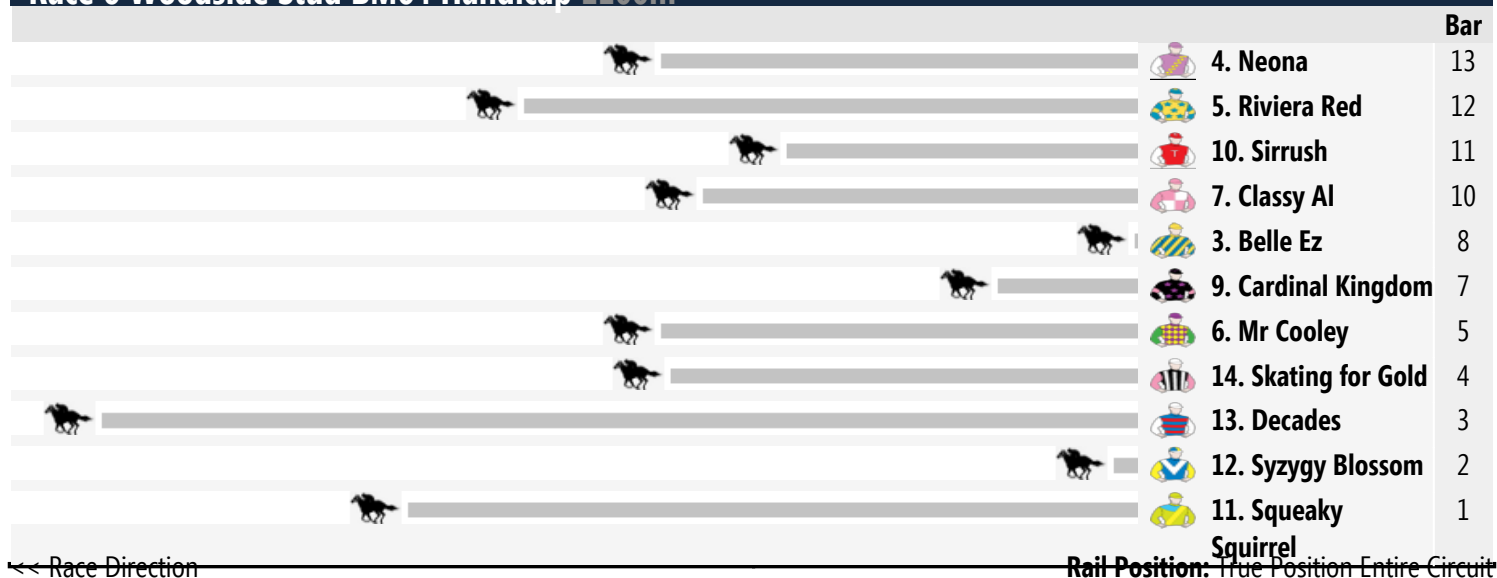 Bar
4. Neona 13
5. Riviera Red 12
10. Sirrush 11
7. Classy Al 10
3. Belle Ez 8
9. Cardinal Kingdom 7
6. Mr Cooley 5
14. Skating for Gold 4
13. Decades 3
12. Syzygy Blossom 2
11. Squeaky 1
Squirrel
<< Race Direction Rail Position: True Position Entire Circuit